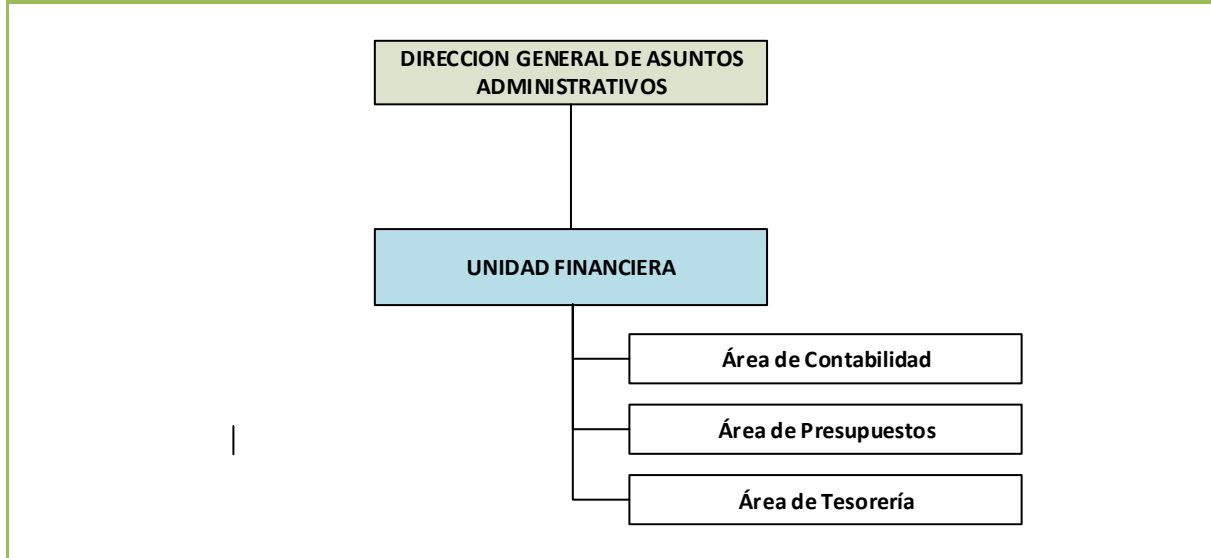 DIRECCION GENERAL DE ASUNTOS
ADMINISTRATIVOS
UNIDAD FINANCIERA
Área de Contabilidad
Área de Presupuestos
Área de Tesorería